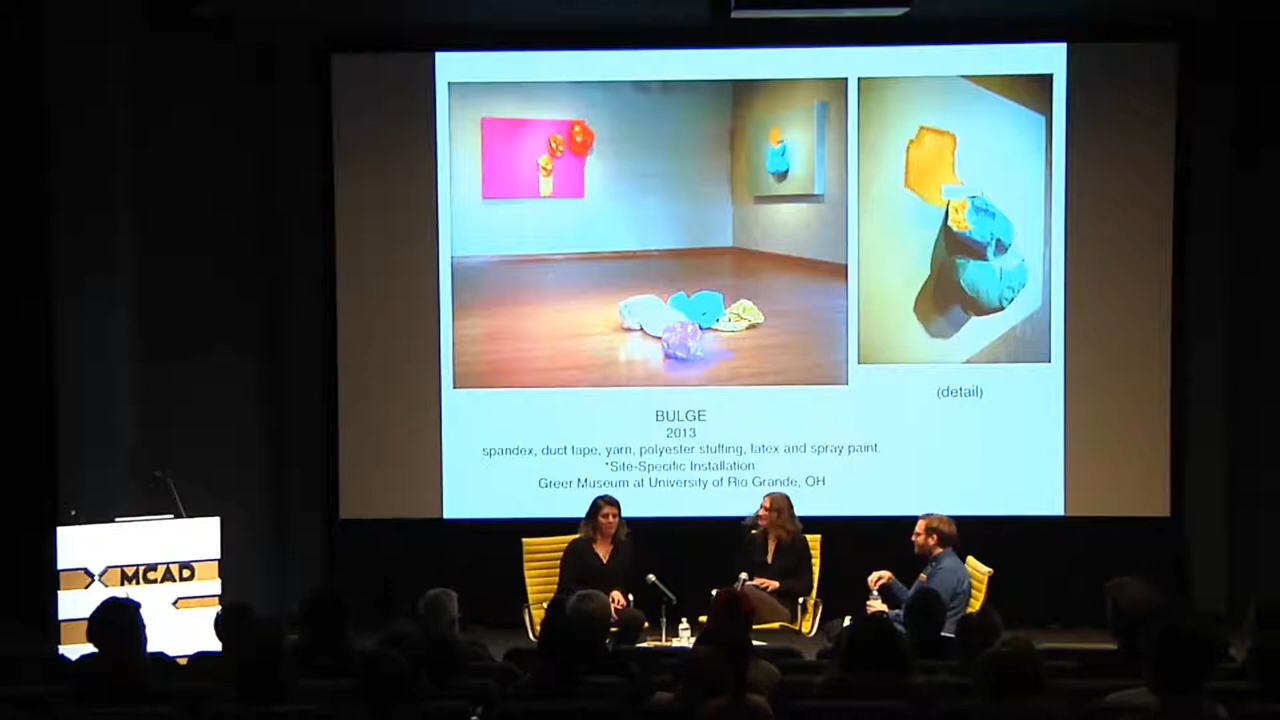 (detail)
BULGE
2013
spandex, duct tape, yarn, polyester stuffing, latex and spray paint.
*Site-Specific Installation:
Greer Museum at University of Rio Grande, OH
MCAD